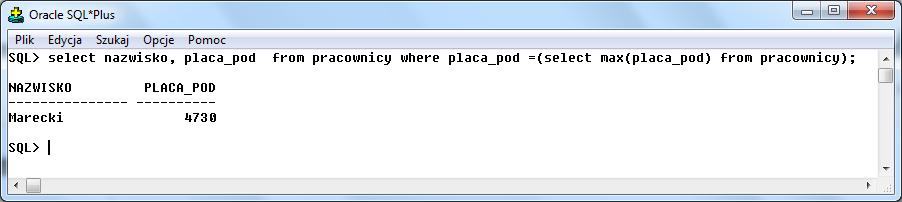 Oracle SQL*Plus
Plik Edycja Szukaj Opcje Pomoc
SQL> select nazwisko, placa_pod  from pracownicy where placa_pod =(select max(placa_pod) from pracownicy);
NAZWISKO         PLACA_POD
--------------- ----------
Marecki               4730
SQL>